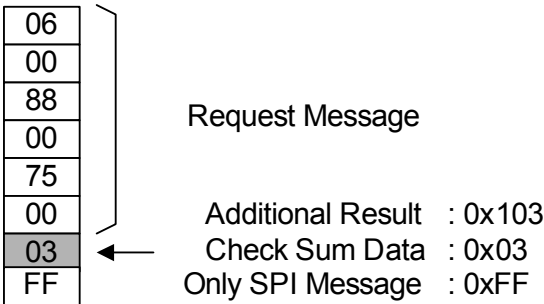 06
00
88
00
Request Message
75
00 Additional Result : 0x103
03 Check Sum Data : 0x03
FF Only SPI Message : 0xFF